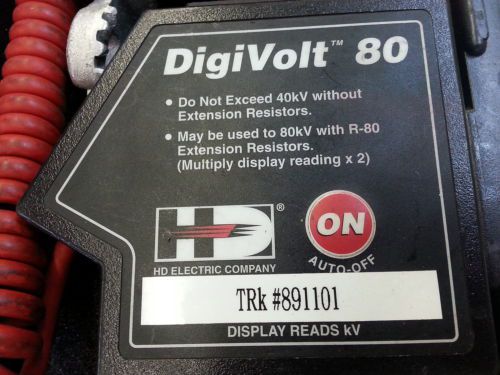 DigiVolt™ 80
• Do Not Exceed 40kV without
Extension Resistors.
• May be used to 80kV with R-80
Extension Resistors.
(Multiply display reading x 2)
HD®
HD ELECTRIC COMPANY
ON
AUTO-OFF
TRk #891101
DISPLAY READS kV